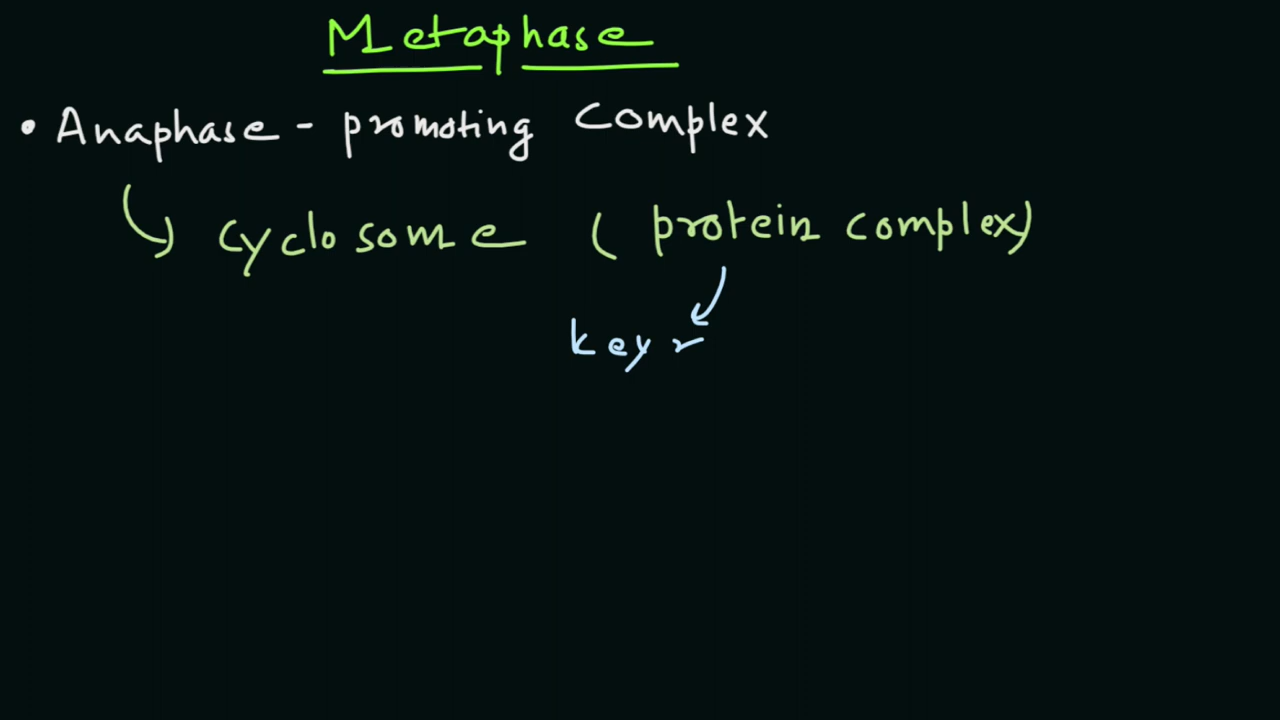 Metaphase
• Anaphase - promoting Complex
cyclosome ( protein complex)
key r